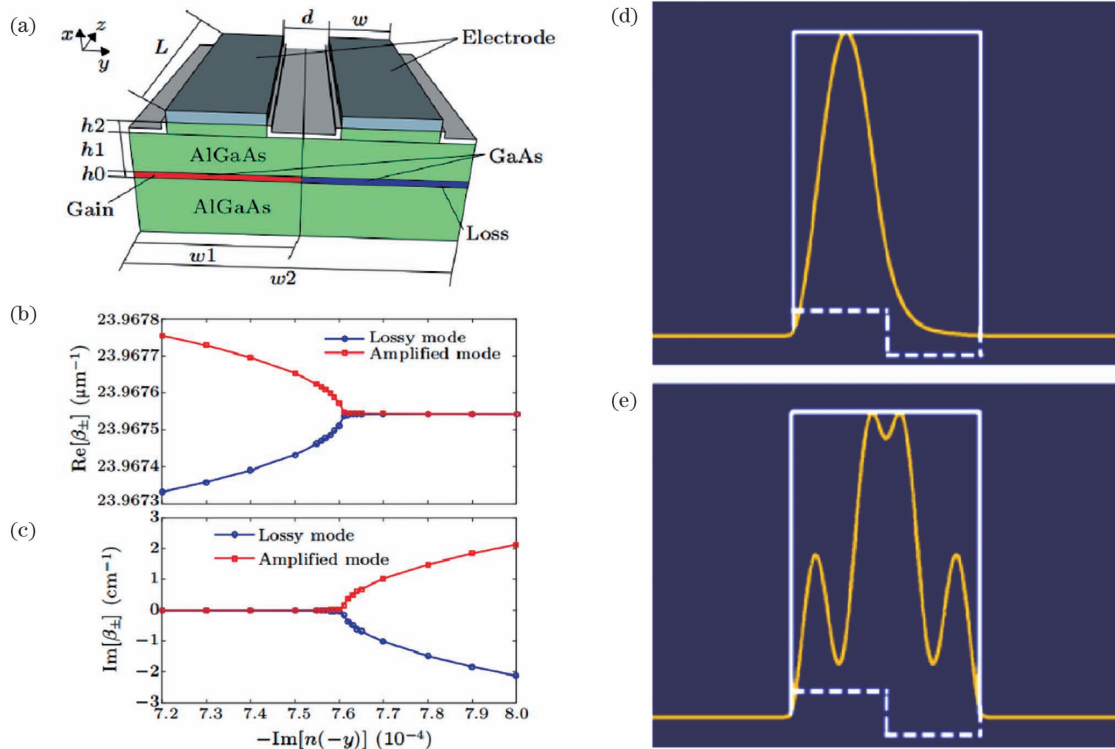 (a)
x z y
L
d w
Electrode
h2
h1
h0
AlGaAs
GaAs
Gain
AlGaAs
Loss
w1
w2
(b)
23.9678
23.9677
23.9676
23.9675
23.9674
23.9673
Re[β±] (µm⁻¹)
Lossy mode
Amplified mode
(c)
3
2
1
0
−1
−2
−3
Im[β±] (cm⁻¹)
Lossy mode
Amplified mode
7.2 7.3 7.4 7.5 7.6 7.7 7.8 7.9 8.0
−Im[n(−y)] (10⁻⁴)
(d)
(e)